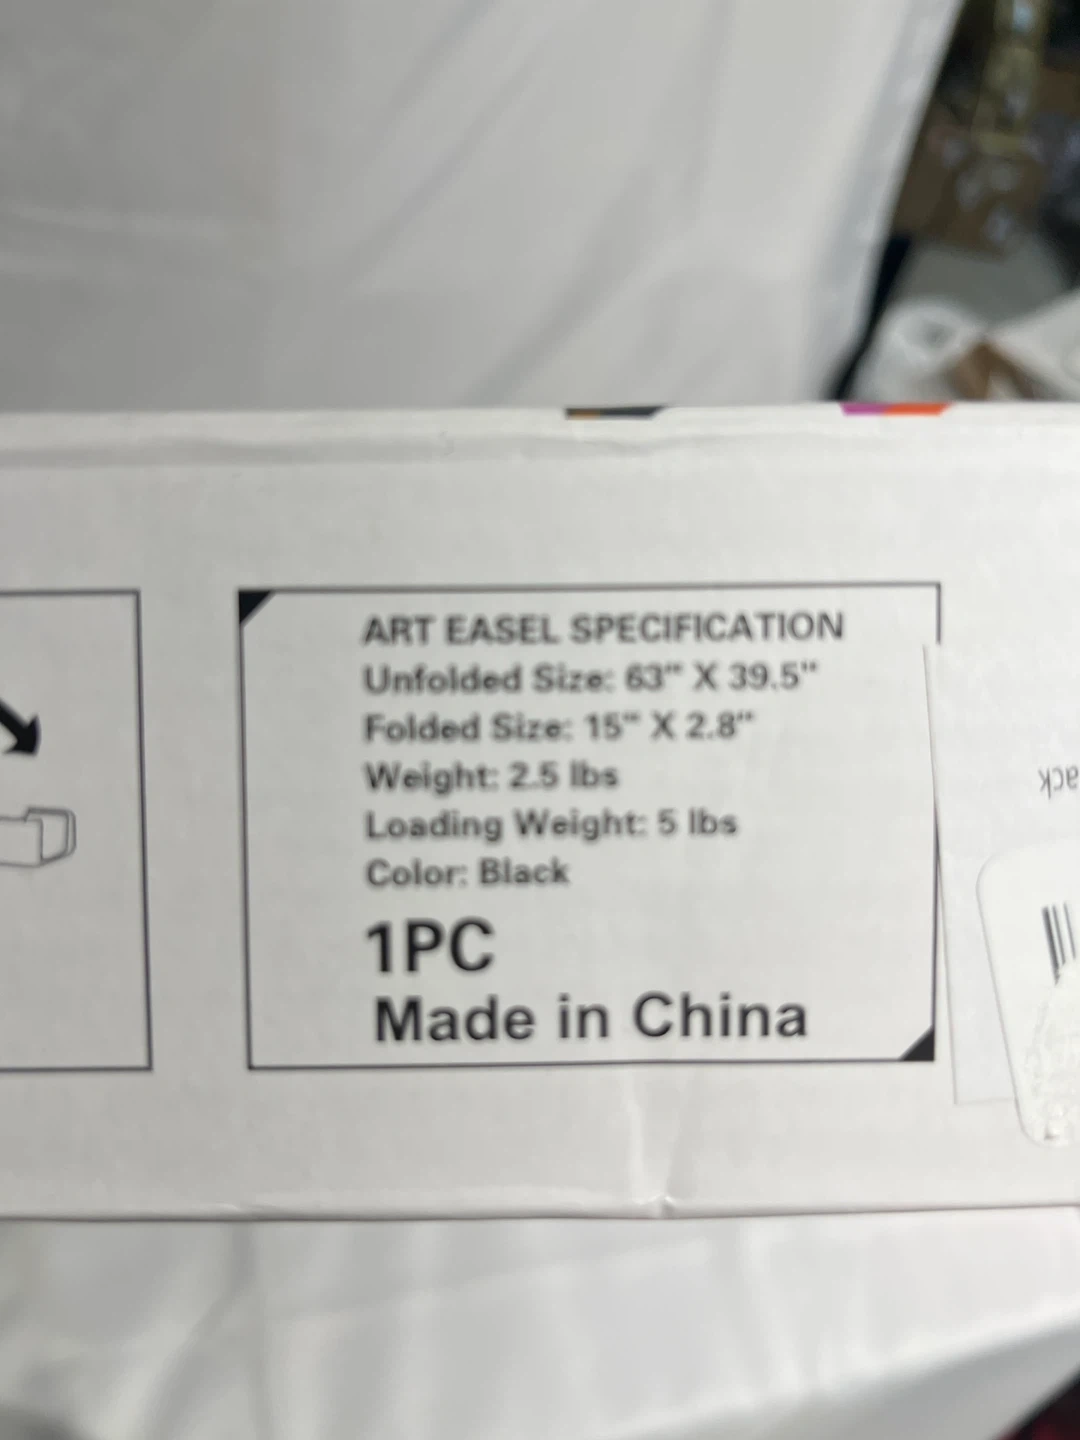 ART EASEL SPECIFICATION
Unfolded Size: 63" X 39.5"
Folded Size: 15" X 2.8"
Weight: 2.5 lbs
Loading Weight: 5 lbs
Color: Black
1PC
Made in China